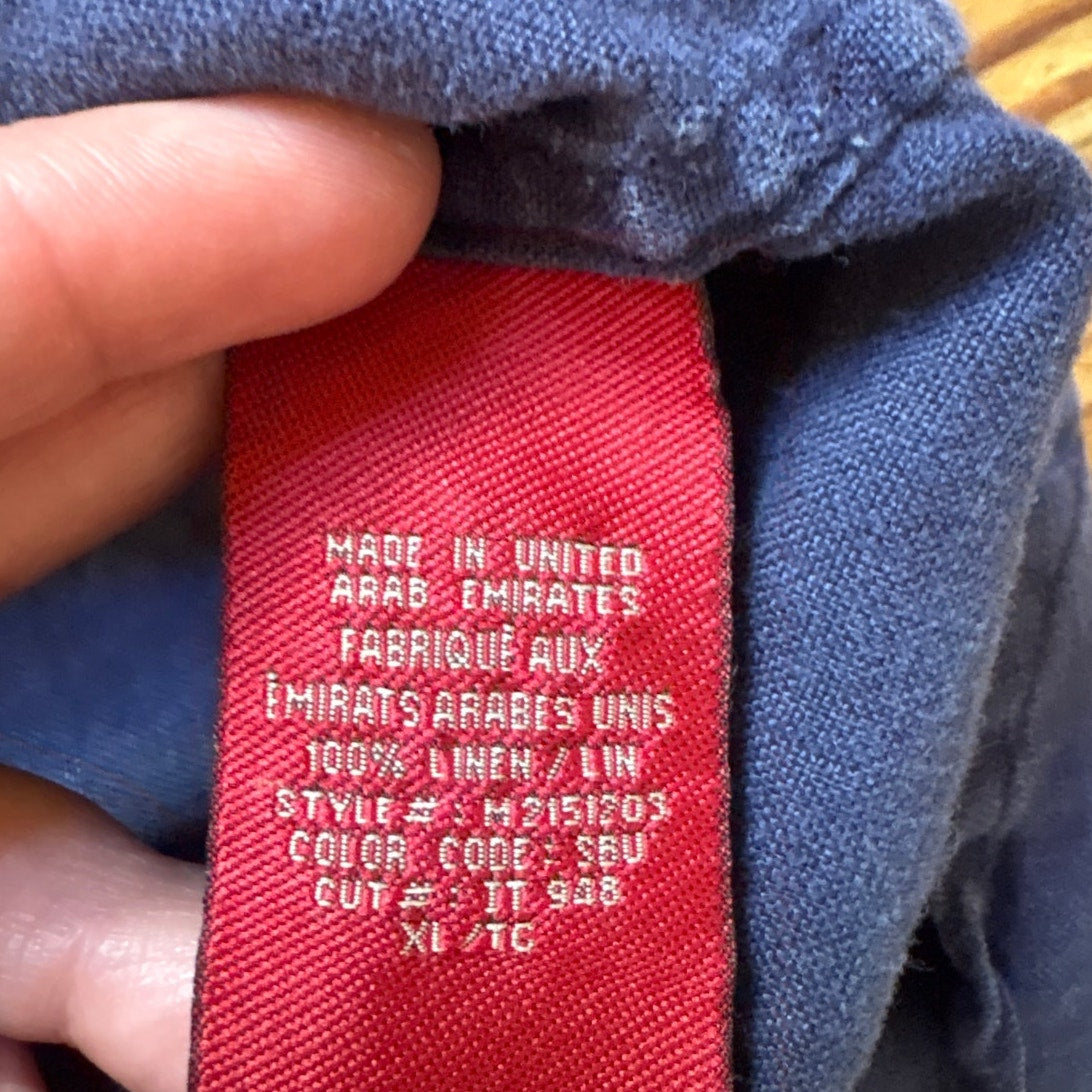 MADE IN UNITED
ARAB EMIRATES
FABRIQUÉ AUX
ÉMIRATS ARABES UNIS
100% LINEN / LIN
STYLE # : M2151203
COLOR CODE : SBU
CUT # : IT 948
XL /TG